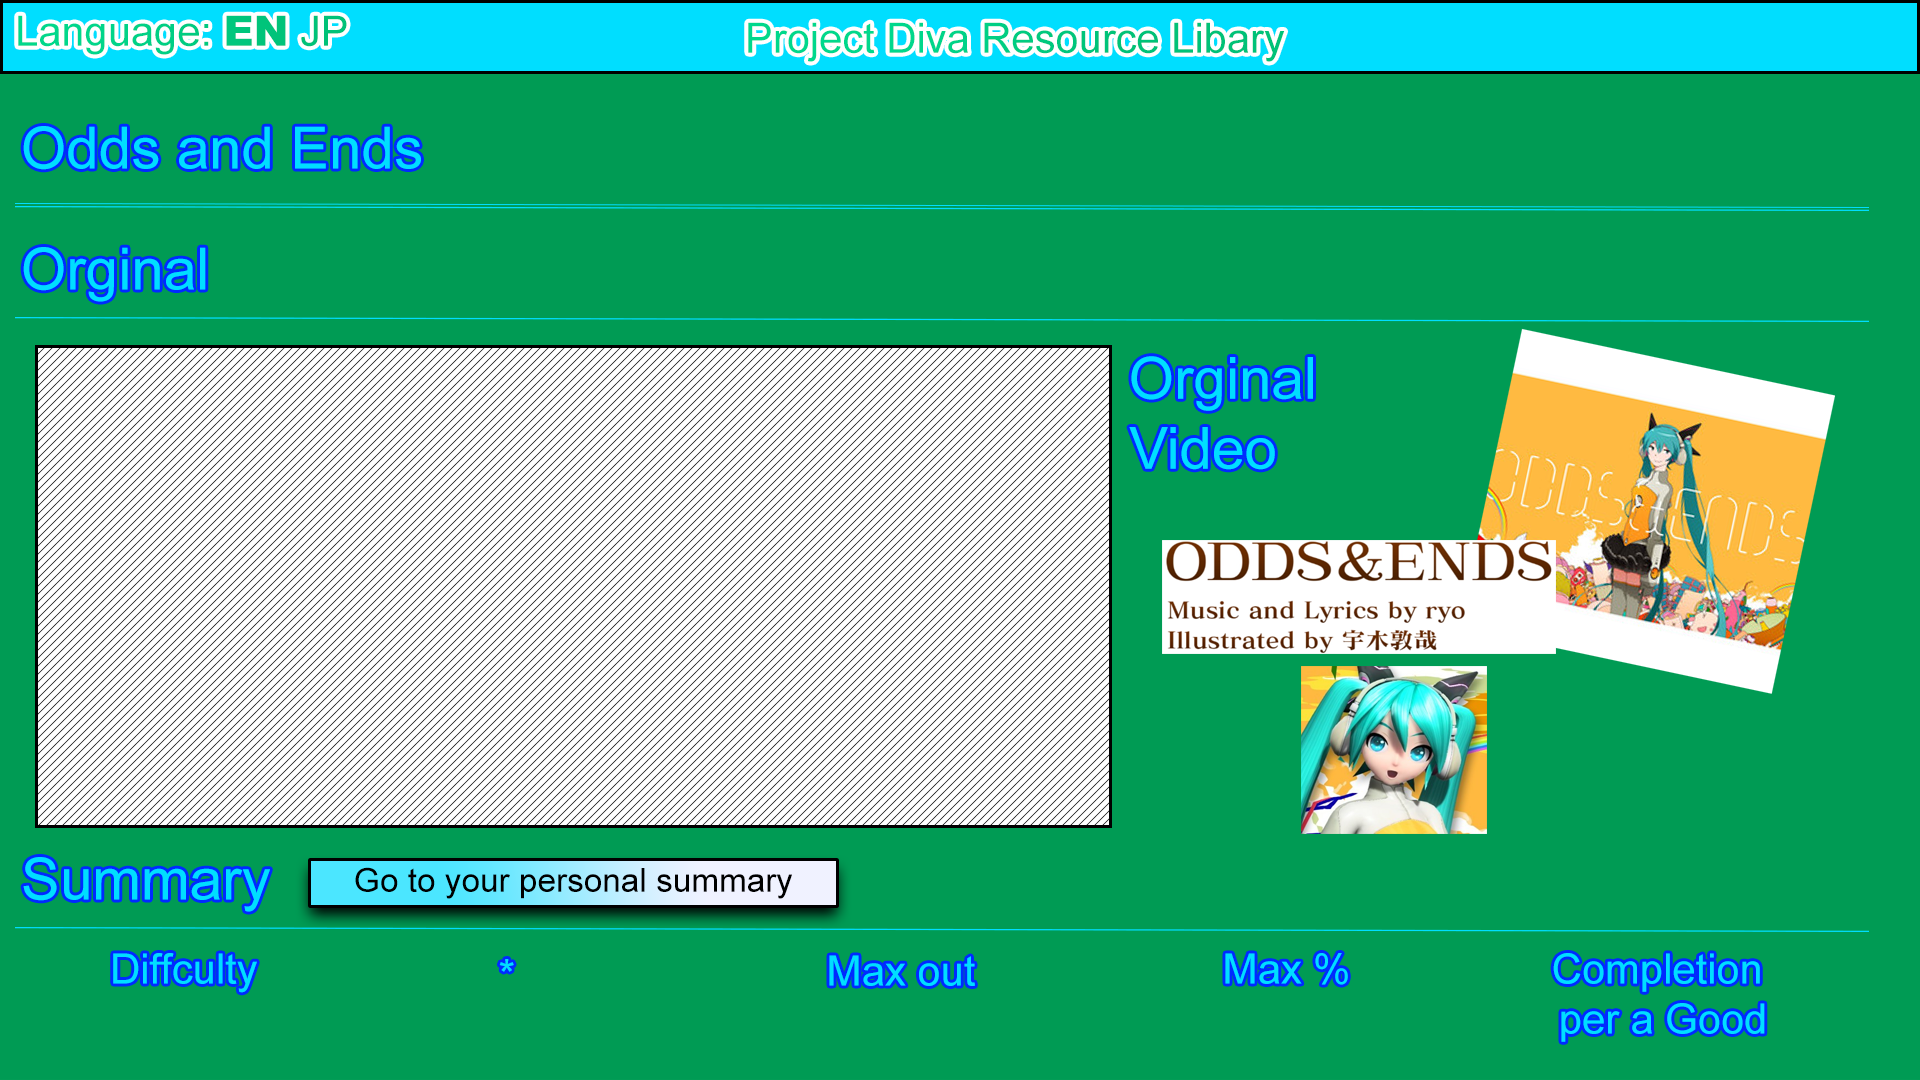 Language: EN JP
Project Diva Resource Libary
Odds and Ends
Orginal
Orginal
Video
ODDS&ENDS
ODDS&ENDS
Music and Lyrics by ryo
Illustrated by 宇木敦哉
Summary
Go to your personal summary
Diffculty
*
Max out
Max %
Completion
per a Good